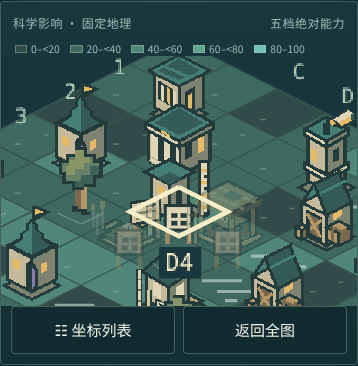 科学影响 · 固定地理
五档绝对能力
0–<20
20–<40
40–<60
60–<80
80–100
1
C
2
D
3
D4
坐标列表
返回全图